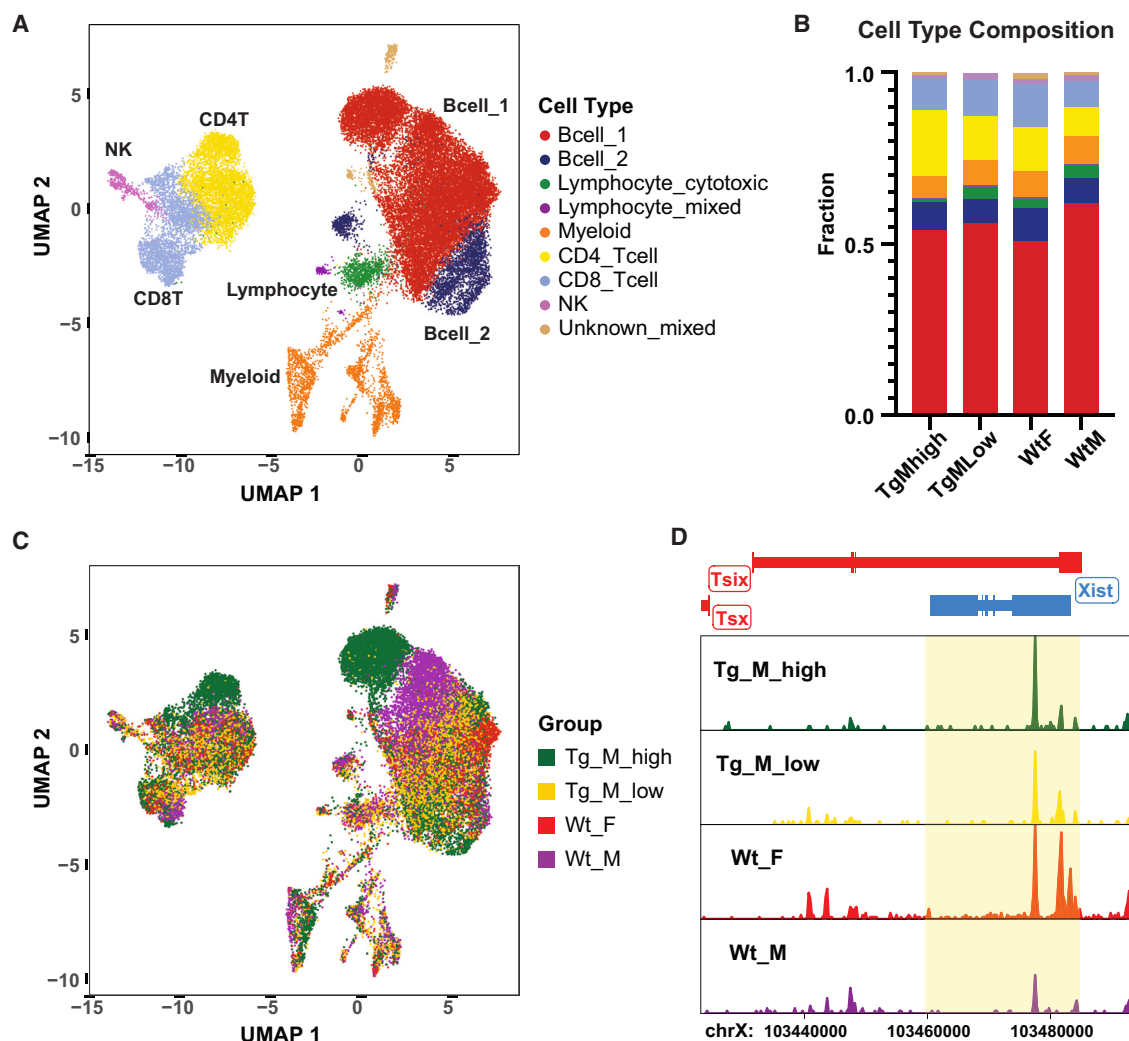 A
5
0
−5
−10
−15
−10
−5
0
5
UMAP 2
UMAP 1
NK
CD4T
CD8T
Bcell_1
Lymphocyte
Bcell_2
Myeloid
Cell Type
Bcell_1
Bcell_2
Lymphocyte_cytotoxic
Lymphocyte_mixed
Myeloid
CD4_Tcell
CD8_Tcell
NK
Unknown_mixed
B
Cell Type Composition
1.0
0.5
0.0
Fraction
TgMhigh
TgMLow
WtF
WtM
C
5
0
−5
−10
−15
−10
−5
0
5
UMAP 2
UMAP 1
Group
Tg_M_high
Tg_M_low
Wt_F
Wt_M
D
Tsix
Xist
Tsx
Tg_M_high
Tg_M_low
Wt_F
Wt_M
chrX: 103440000 103460000 103480000